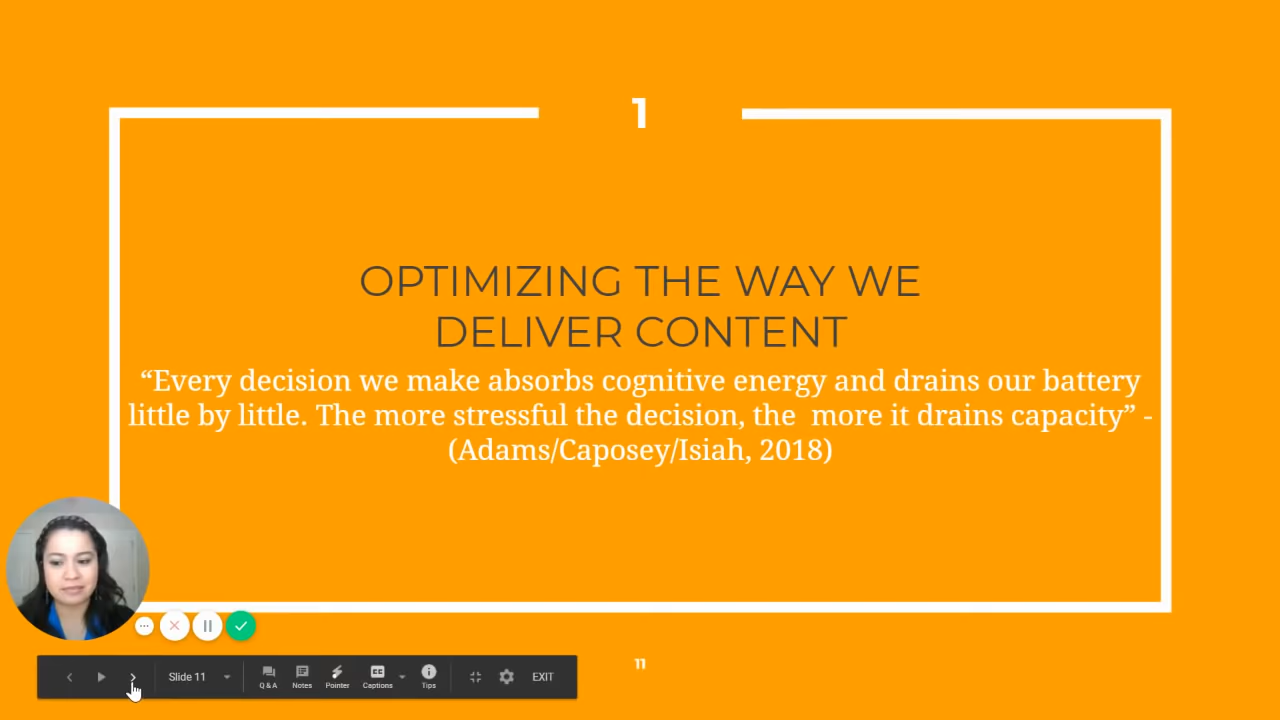 1
OPTIMIZING THE WAY WE
DELIVER CONTENT
“Every decision we make absorbs cognitive energy and drains our battery
little by little. The more stressful the decision, the  more it drains capacity” -
(Adams/Caposey/Isiah, 2018)
11
Slide 11
Q & A
Notes
Pointer
CC
Captions
Tips
EXIT